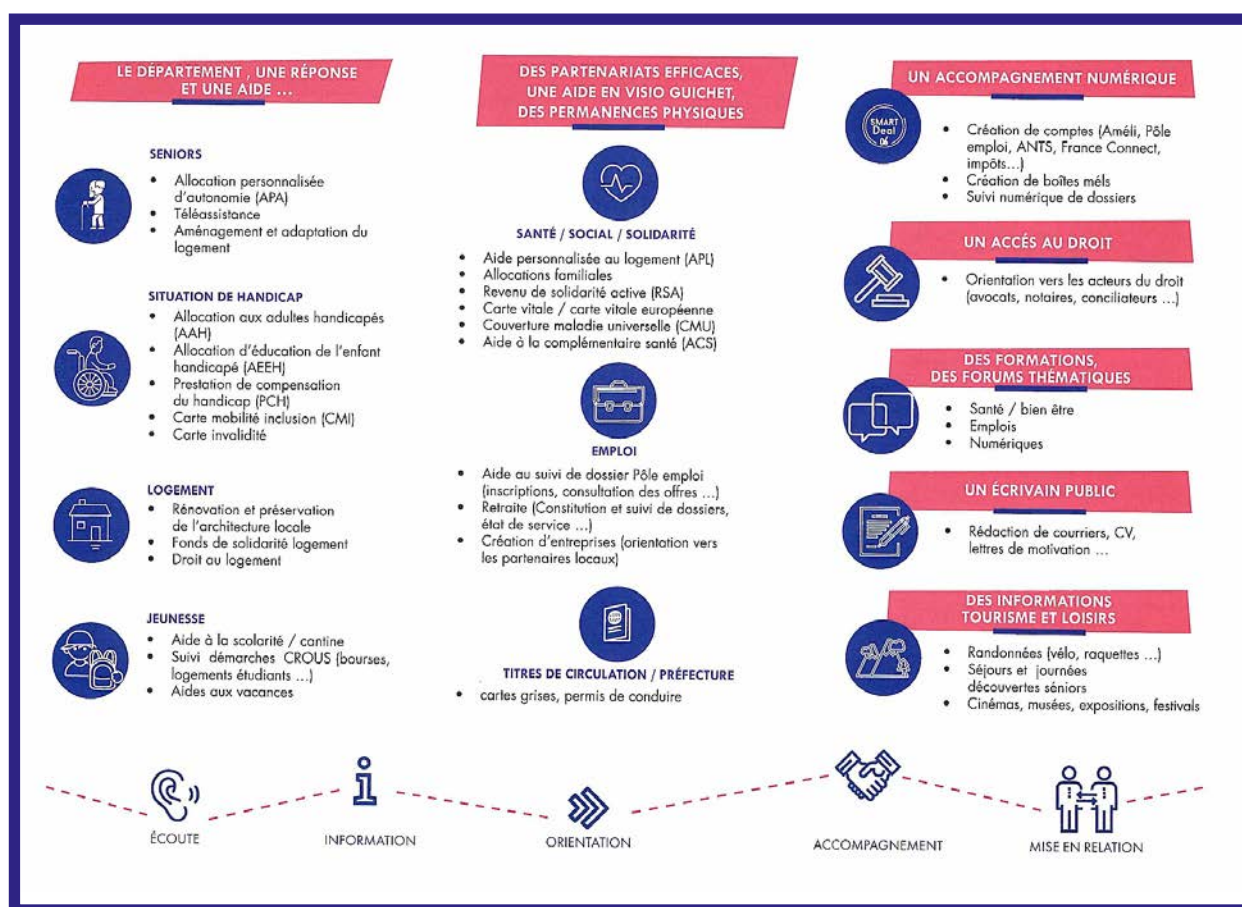 LE DÉPARTEMENT , UNE RÉPONSE
ET UNE AIDE ...
SENIORS
• Allocation personnalisée
d'autonomie (APA)
• Téléassistance
• Aménagement et adaptation du
logement
SITUATION DE HANDICAP
• Allocation aux adultes handicapés
(AAH)
• Allocation d'éducation de l'enfant
handicapé (AEEH)
• Prestation de compensation
du handicap (PCH)
• Carte mobilité inclusion (CMI)
• Carte invalidité
LOGEMENT
• Rénovation et préservation
de l'architecture locale
• Fonds de solidarité logement
• Droit au logement
JEUNESSE
• Aide à la scolarité / cantine
• Suivi démarches CROUS (bourses,
logements étudiants ...)
• Aides aux vacances
DES PARTENARIATS EFFICACES,
UNE AIDE EN VISIO GUICHET,
DES PERMANENCES PHYSIQUES
SANTÉ / SOCIAL / SOLIDARITÉ
• Aide personnalisée au logement (APL)
• Allocations familiales
• Revenu de solidarité active (RSA)
• Carte vitale / carte vitale européenne
• Couverture maladie universelle (CMU)
• Aide à la complémentaire santé (ACS)
EMPLOI
• Aide au suivi de dossier Pôle emploi
(inscriptions, consultation des offres ...)
• Retraite (Constitution et suivi de dossiers,
état de service ...)
• Création d'entreprises (orientation vers
les partenaires locaux)
TITRES DE CIRCULATION / PRÉFECTURE
• cartes grises, permis de conduire
UN ACCOMPAGNEMENT NUMÉRIQUE
SMART
Deal
06
• Création de comptes (Améli, Pôle
emploi, ANTS, France Connect,
impôts...)
• Création de boîtes méls
• Suivi numérique de dossiers
UN ACCÉS AU DROIT
• Orientation vers les acteurs du droit
(avocats, notaires, conciliateurs ...)
DES FORMATIONS,
DES FORUMS THÉMATIQUES
• Santé / bien être
• Emplois
• Numériques
UN ÉCRIVAIN PUBLIC
• Rédaction de courriers, CV,
lettres de motivation ...
DES INFORMATIONS
TOURISME ET LOISIRS
• Randonnées (vélo, raquettes ...)
• Séjours et journées
découvertes séniors
• Cinémas, musées, expositions, festivals
ÉCOUTE
INFORMATION
ORIENTATION
ACCOMPAGNEMENT
MISE EN RELATION